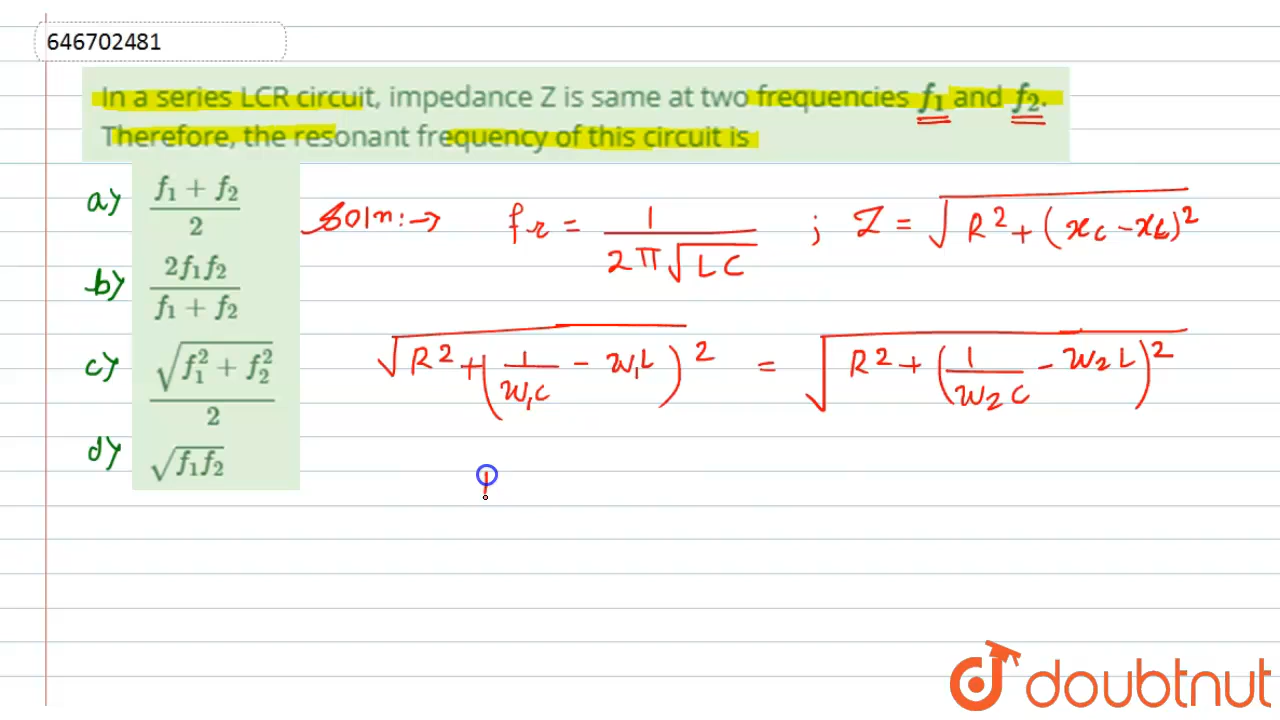 646702481
In a series LCR circuit, impedance Z is same at two frequencies f₁ and f₂.
Therefore, the resonant frequency of this circuit is
a) (f₁ + f₂)/2
b) 2f₁f₂/(f₁ + f₂)
c) √(f₁² + f₂²)/2
d) √(f₁f₂)
Soln:→ fr = 1/(2π√(LC)) ; Z = √(R² + (xc - xL)²)
√(R² + (1/(w₁c) - w₁L)²) = √(R² + (1/(w₂c) - w₂L)²)
doubtnut